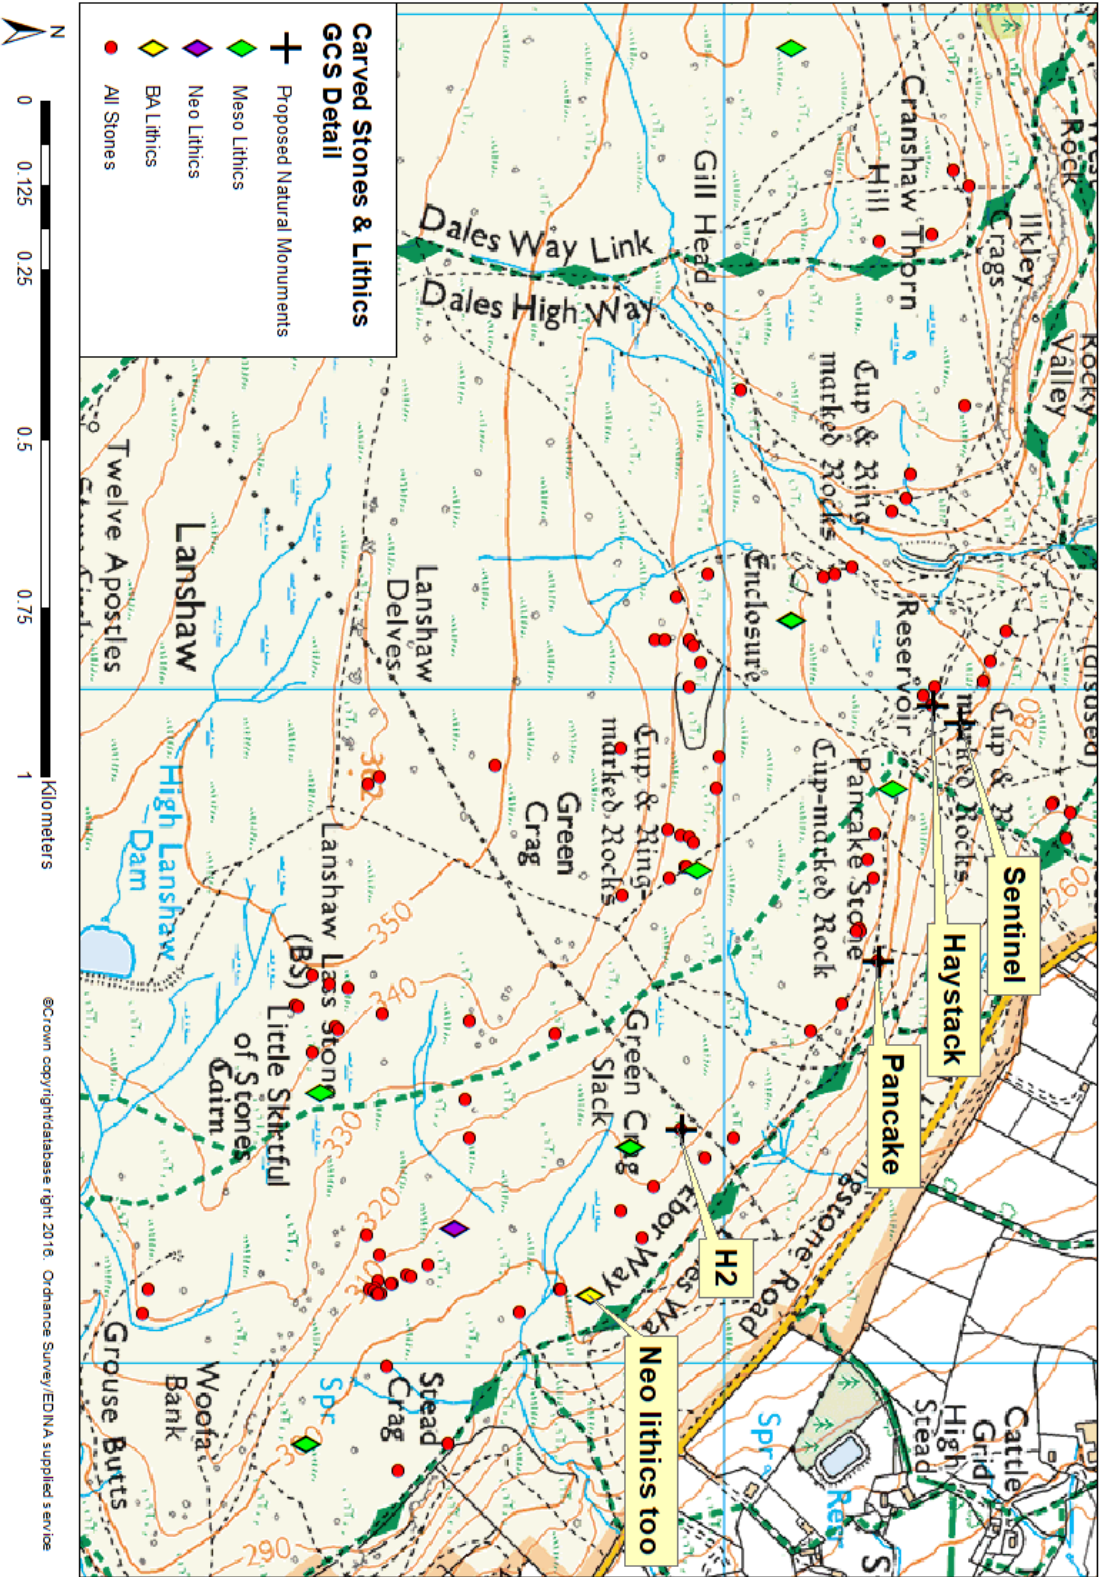 Carved Stones & Lithics
GCS Detail
Proposed Natural Monuments
Meso Lithics
Neo Lithics
BA Lithics
All Stones
N
0
0.125
0.25
0.5
0.75
1
Kilometers
©Crown copyright/database right 2016. Ordnance Survey/EDINA supplied service
Rock
Ilkley
Crags
Rocky
Valley
(disused)
Cranshaw Thorn
Hill
Gill Head
Dales Way Link
Dales High Way
Cup & Ring-
marked Rocks
Reservoir
Enclosure
Cup & R
marked Rocks
280
260
Sentinel
Haystack
Pancake
H2
Neo lithics too
Pancake Stone
Cup-marked Rock
Cup & Ring-
marked Rocks
Green
Crag
Lanshaw
Delves
Lanshaw
Twelve Apostles
High Lanshaw
Dam
Lanshaw Lass Stone
(BS)
Little Skirtful
of Stones
Cairn
350
340
330
320
310
290
Green Crag
Slack
Ebor Way
estone Road
Stead
Crag
Spr
Woofa
Bank
Grouse Butts
Cattle
Grid
High
Stead
Spr
Resr
S